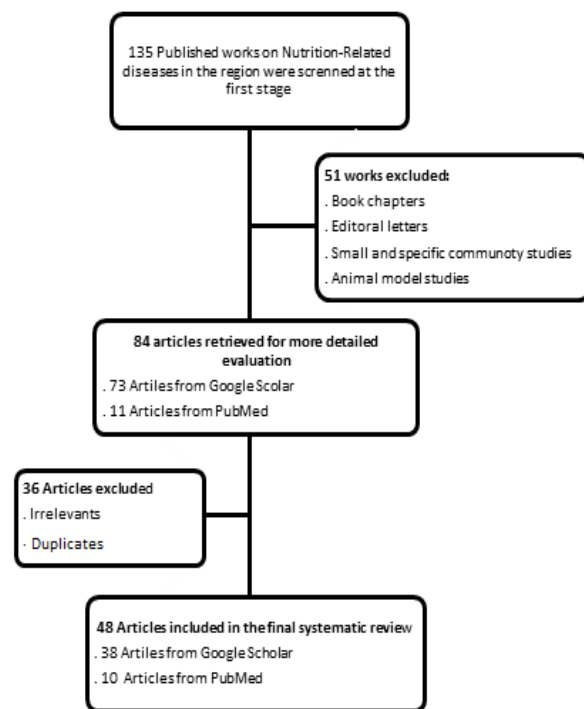 135 Published works on Nutrition-Related
diseases in the region were screnned at the
first stage
51 works excluded:
. Book chapters
. Editoral letters
. Small and specific communoty studies
. Animal model studies
84 articles retrieved for more detailed
evaluation
. 73 Artiles from Google Scolar
. 11 Articles from PubMed
36 Articles excluded
. Irrelevants
· Duplicates
48 Articles included in the final systematic review
. 38 Artiles from Google Scholar
. 10 Articles from PubMed